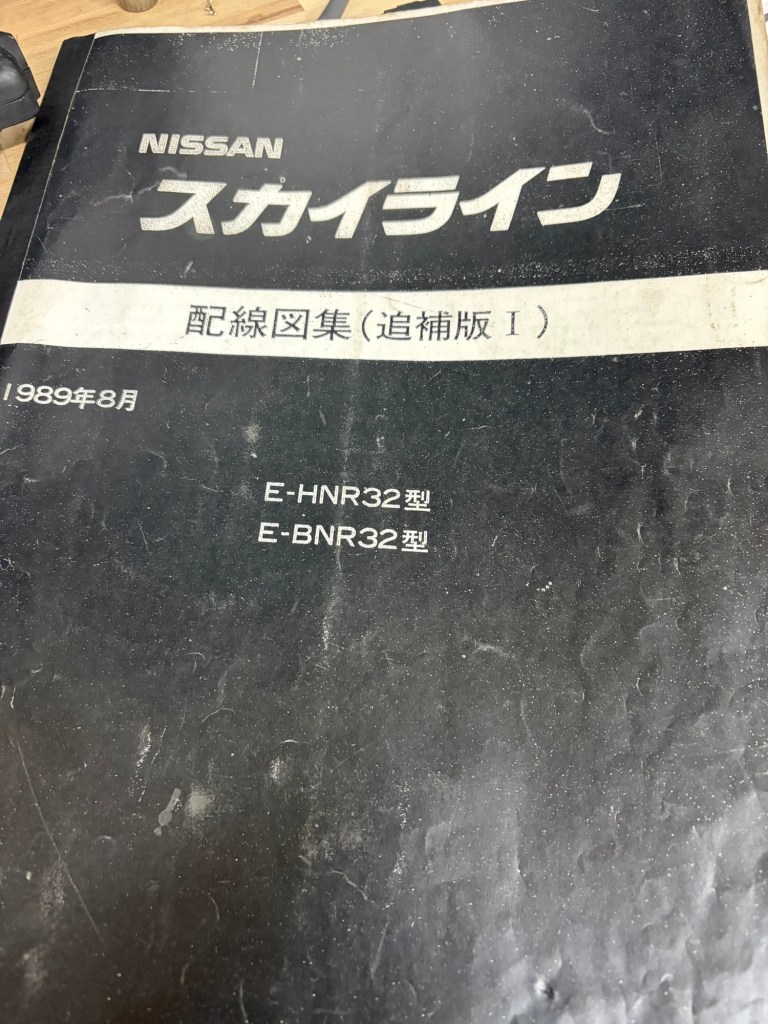 NISSAN
スカイライン
配線図集(追補版Ⅰ)
1989年8月
E-HNR32型
E-BNR32型